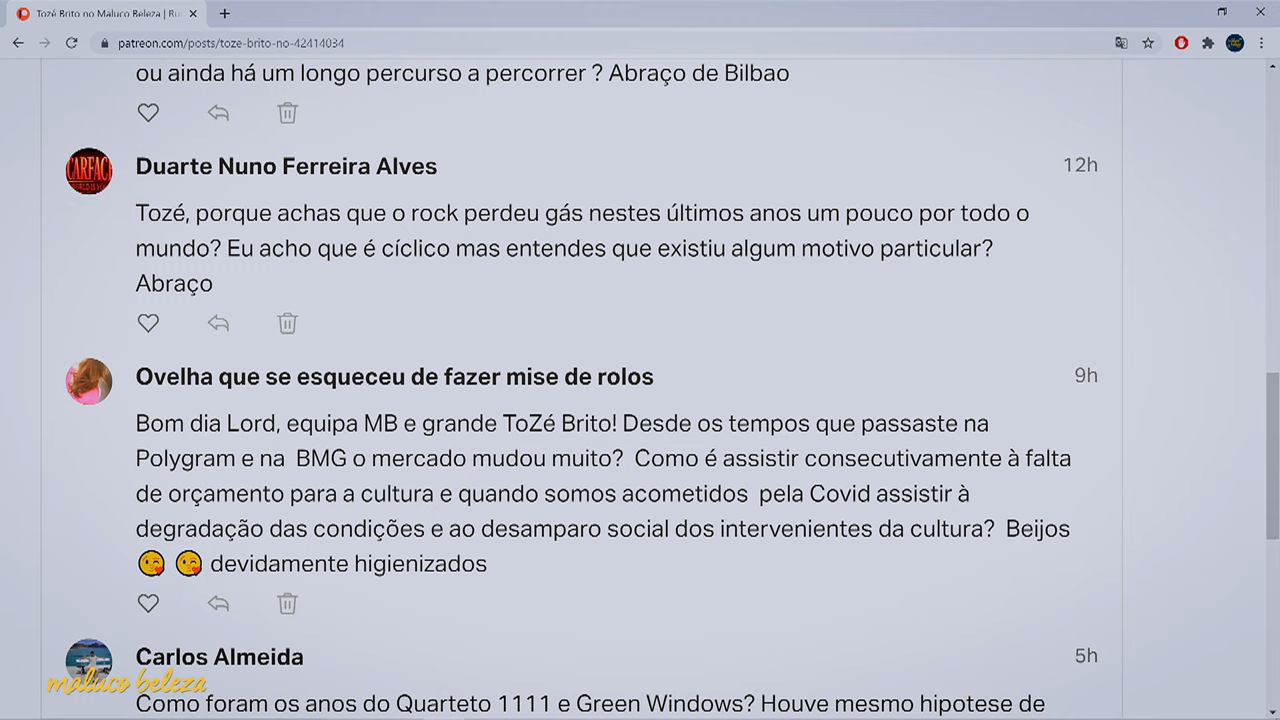 Tozé Brito no Maluco Beleza | Ru
patreon.com/posts/toze-brito-no-42414034
ou ainda há um longo percurso a percorrer ? Abraço de Bilbao
CARFAC
Duarte Nuno Ferreira Alves
12h
Tozé, porque achas que o rock perdeu gás nestes últimos anos um pouco por todo o
mundo? Eu acho que é cíclico mas entendes que existiu algum motivo particular?
Abraço
Ovelha que se esqueceu de fazer mise de rolos
9h
Bom dia Lord, equipa MB e grande ToZé Brito! Desde os tempos que passaste na
Polygram e na  BMG o mercado mudou muito?  Como é assistir consecutivamente à falta
de orçamento para a cultura e quando somos acometidos  pela Covid assistir à
degradação das condições e ao desamparo social dos intervenientes da cultura?  Beijos
😘 😘 devidamente higienizados
Carlos Almeida
5h
maluco beleza
Como foram os anos do Quarteto 1111 e Green Windows? Houve mesmo hipotese de